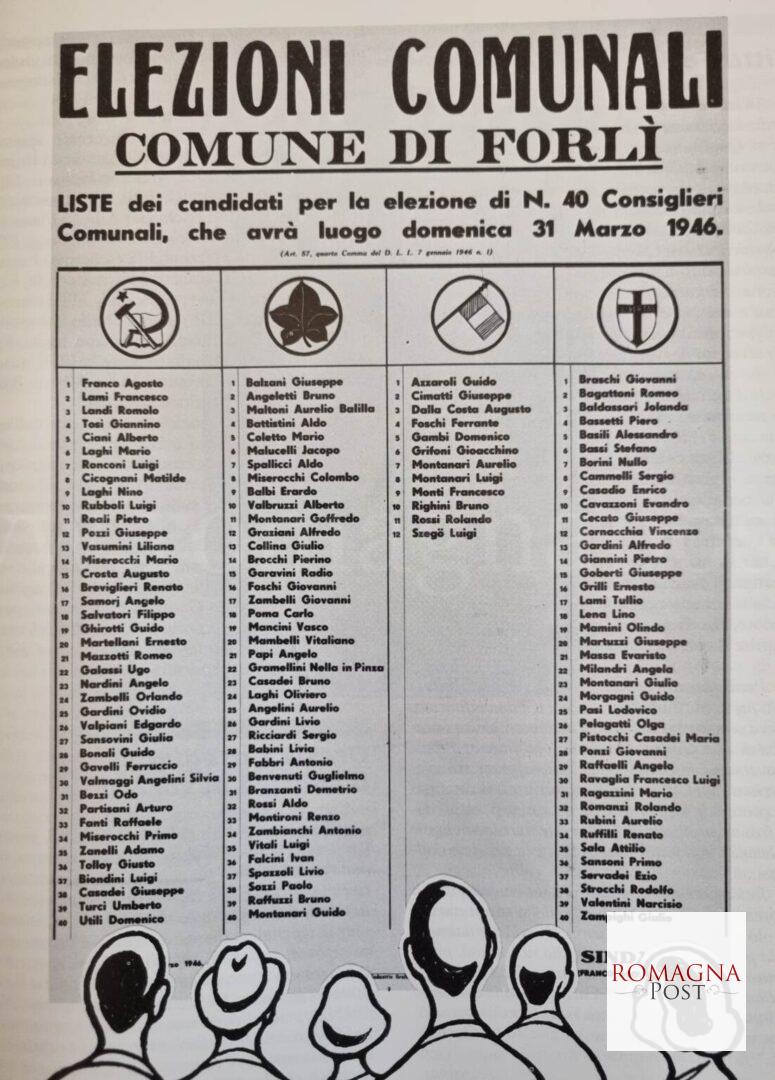 ELEZIONI COMUNALI
COMUNE DI FORLÌ
LISTE dei candidati per la elezione di N. 40 Consiglieri
Comunali, che avrà luogo domenica 31 Marzo 1946.
(Art. 57, quarto Comma del D. L. L. 7 gennaio 1946 n. 1)
1 Franco Agosto
2 Lami Francesco
3 Landi Romolo
4 Tosi Giannino
5 Ciani Alberto
6 Laghi Mario
7 Ronconi Luigi
8 Cicognani Matilde
9 Laghi Nino
10 Rubboli Luigi
11 Reali Pietro
12 Pozzi Giuseppe
13 Vasumini Liliana
14 Miserocchi Mario
15 Crosta Augusto
16 Breviglieri Renato
17 Samorj Angelo
18 Salvatori Filippo
19 Ghirotti Guido
20 Martellani Ernesto
21 Mazzotti Romeo
22 Galassi Ugo
23 Nardini Angelo
24 Zambelli Orlando
25 Gardini Ovidio
26 Valpiani Edgardo
27 Sansovini Giulia
28 Bonali Guido
29 Gavelli Ferruccio
30 Valmaggi Angelini Silvia
31 Bezzi Odo
32 Partisani Arturo
33 Fanti Raffaele
34 Miserocchi Primo
35 Zanelli Adamo
36 Tolloy Giusto
37 Biondini Luigi
38 Casadei Giuseppe
39 Turci Umberto
40 Utili Domenico
1 Balzani Giuseppe
2 Angeletti Bruno
3 Maltoni Aurelio Balilla
4 Battistini Aldo
5 Coletto Mario
6 Malucelli Jacopo
7 Spallicci Aldo
8 Miserocchi Colombo
9 Balbi Erardo
10 Valbruzzi Alberto
11 Montanari Goffredo
12 Graziani Alfredo
13 Collina Giulio
14 Brocchi Pierino
15 Garavini Radio
16 Foschi Giovanni
17 Zambelli Giovanni
18 Poma Carlo
19 Mancini Vasco
20 Mambelli Vitaliano
21 Papi Angelo
22 Gramellini Nella in Pinza
23 Casadei Bruno
24 Laghi Oliviero
25 Angelini Aurelio
26 Gardini Livio
27 Ricciardi Sergio
28 Babini Livia
29 Fabbri Antonio
30 Benvenuti Guglielmo
31 Branzanti Demetrio
32 Rossi Aldo
33 Montironi Renzo
34 Zambianchi Antonio
35 Vitali Luigi
36 Falcini Ivan
37 Spazzoli Livio
38 Sozzi Paolo
39 Raffuzzi Bruno
40 Montanari Guido
1 Azzaroli Guido
2 Cimatti Giuseppe
3 Dalla Costa Augusto
4 Foschi Ferrante
5 Gambi Domenico
6 Grifoni Gioacchino
7 Montanari Aurelio
8 Montanari Luigi
9 Monti Francesco
10 Righini Bruno
11 Rossi Rolando
12 Szegö Luigi
LIBERTAS
1 Braschi Giovanni
2 Bagattoni Romeo
3 Baldassari Jolanda
4 Bassetti Piero
5 Basili Alessandro
6 Bassi Stefano
7 Borini Nullo
8 Cammelli Sergio
9 Casadio Enrico
10 Cavazzoni Evandro
11 Cecato Giuseppe
12 Cornacchia Vincenzo
13 Gardini Alfredo
14 Giannini Pietro
15 Goberti Giuseppe
16 Grilli Ernesto
17 Lami Tullio
18 Lena Lino
19 Mamini Olindo
20 Martuzzi Giuseppe
21 Massa Evaristo
22 Milandri Angela
23 Montanari Giulio
24 Morgagni Guido
25 Pasi Lodovico
26 Pelagatti Olga
27 Pistocchi Casadei Maria
28 Ponzi Giovanni
29 Raffaelli Angelo
30 Ravaglia Francesco Luigi
31 Ragazzini Mario
32 Romanzi Rolando
33 Rubini Aurelio
34 Ruffilli Renato
35 Sala Attilio
36 Sansoni Primo
37 Servadei Ezio
38 Strocchi Rodolfo
39 Valentini Narcisio
40 Zampighi Giulio
1946.
ROMAGNA
POST